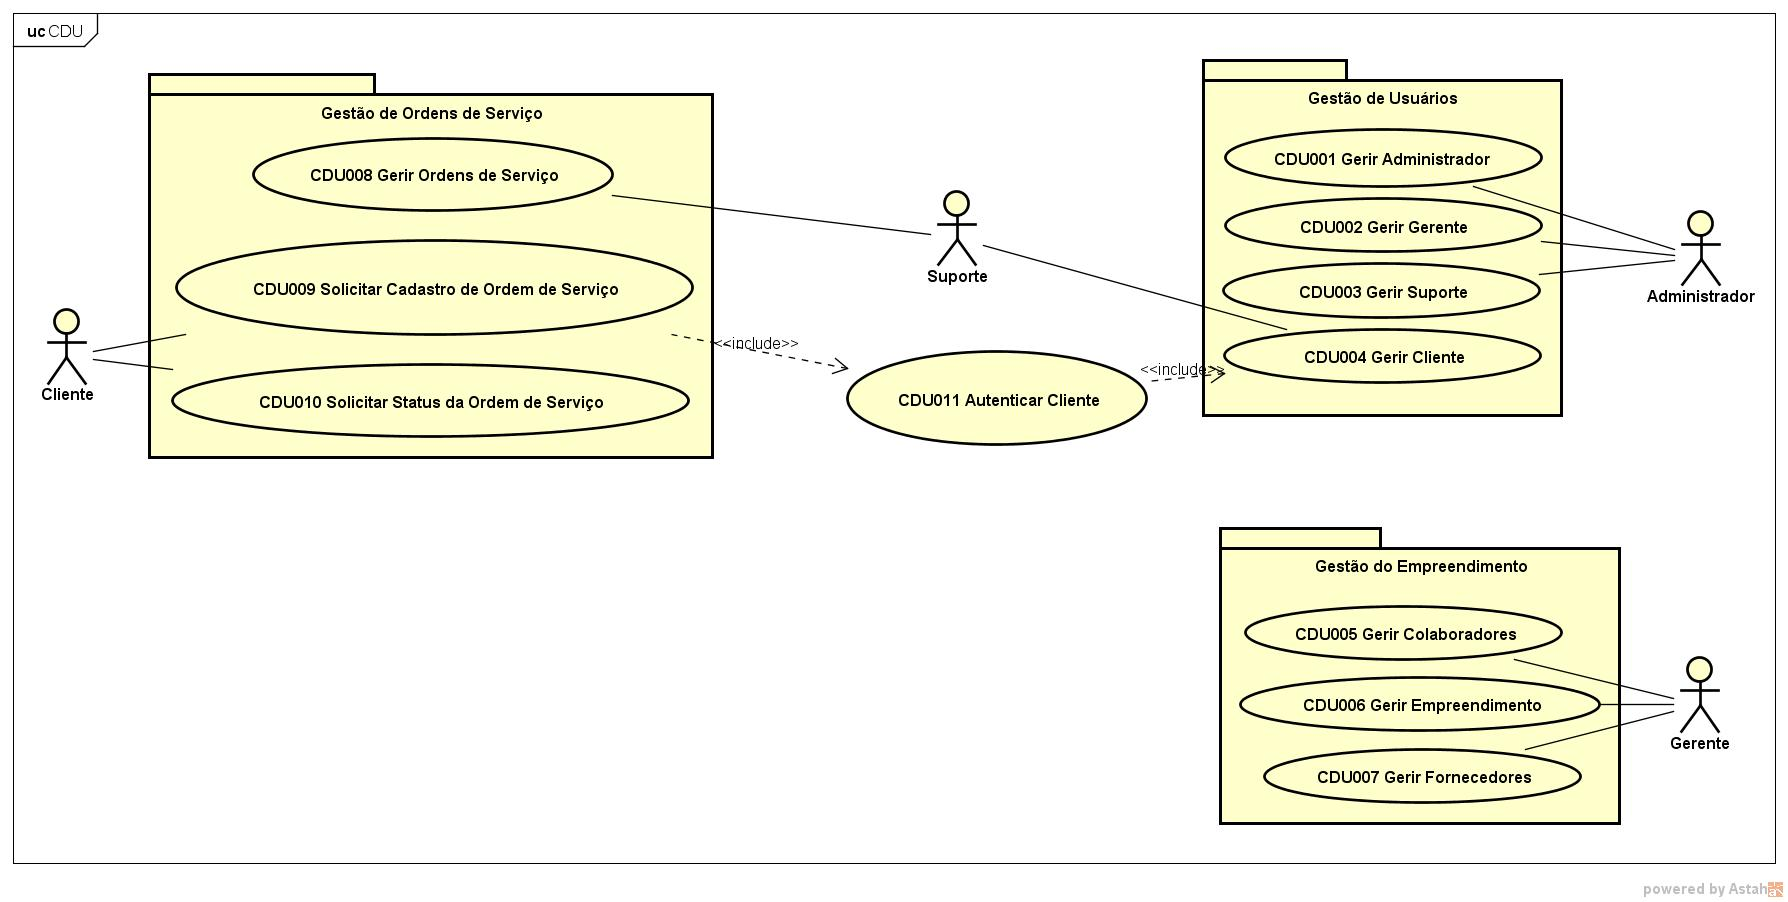 uc CDU
Gestão de Ordens de Serviço
CDU008 Gerir Ordens de Serviço
CDU009 Solicitar Cadastro de Ordem de Serviço
CDU010 Solicitar Status da Ordem de Serviço
Cliente
Suporte
<<include>>
CDU011 Autenticar Cliente
<<include>>
Gestão de Usuários
CDU001 Gerir Administrador
CDU002 Gerir Gerente
CDU003 Gerir Suporte
CDU004 Gerir Cliente
Administrador
Gestão do Empreendimento
CDU005 Gerir Colaboradores
CDU006 Gerir Empreendimento
CDU007 Gerir Fornecedores
Gerente
powered by Astah